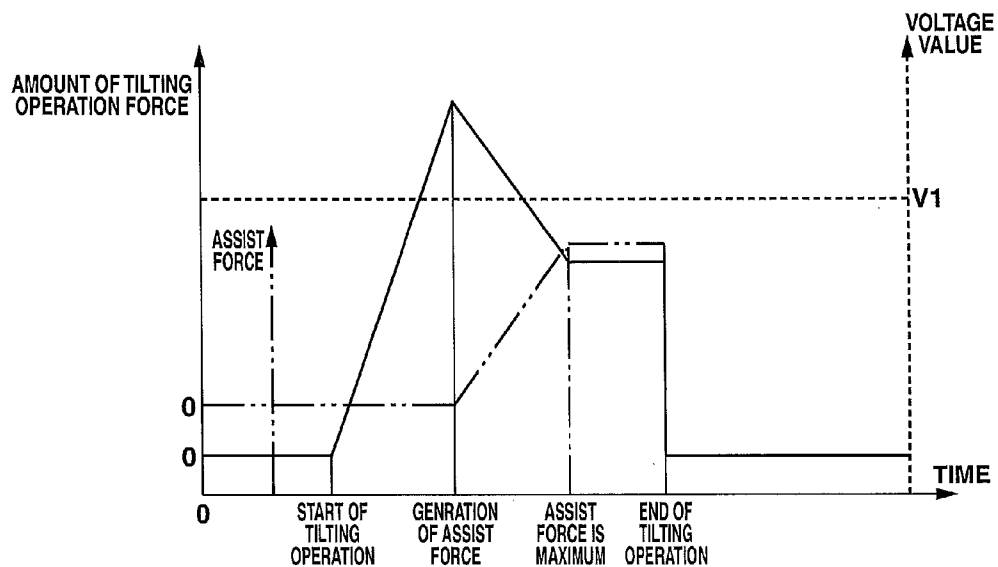 VOLTAGE
VALUE
AMOUNT OF TILTING
OPERATION FORCE
V1
ASSIST
FORCE
0
0
TIME
0
START OF
TILTING
OPERATION
GENRATION
OF ASSIST
FORCE
ASSIST
FORCE IS
MAXIMUM
END OF
TILTING
OPERATION